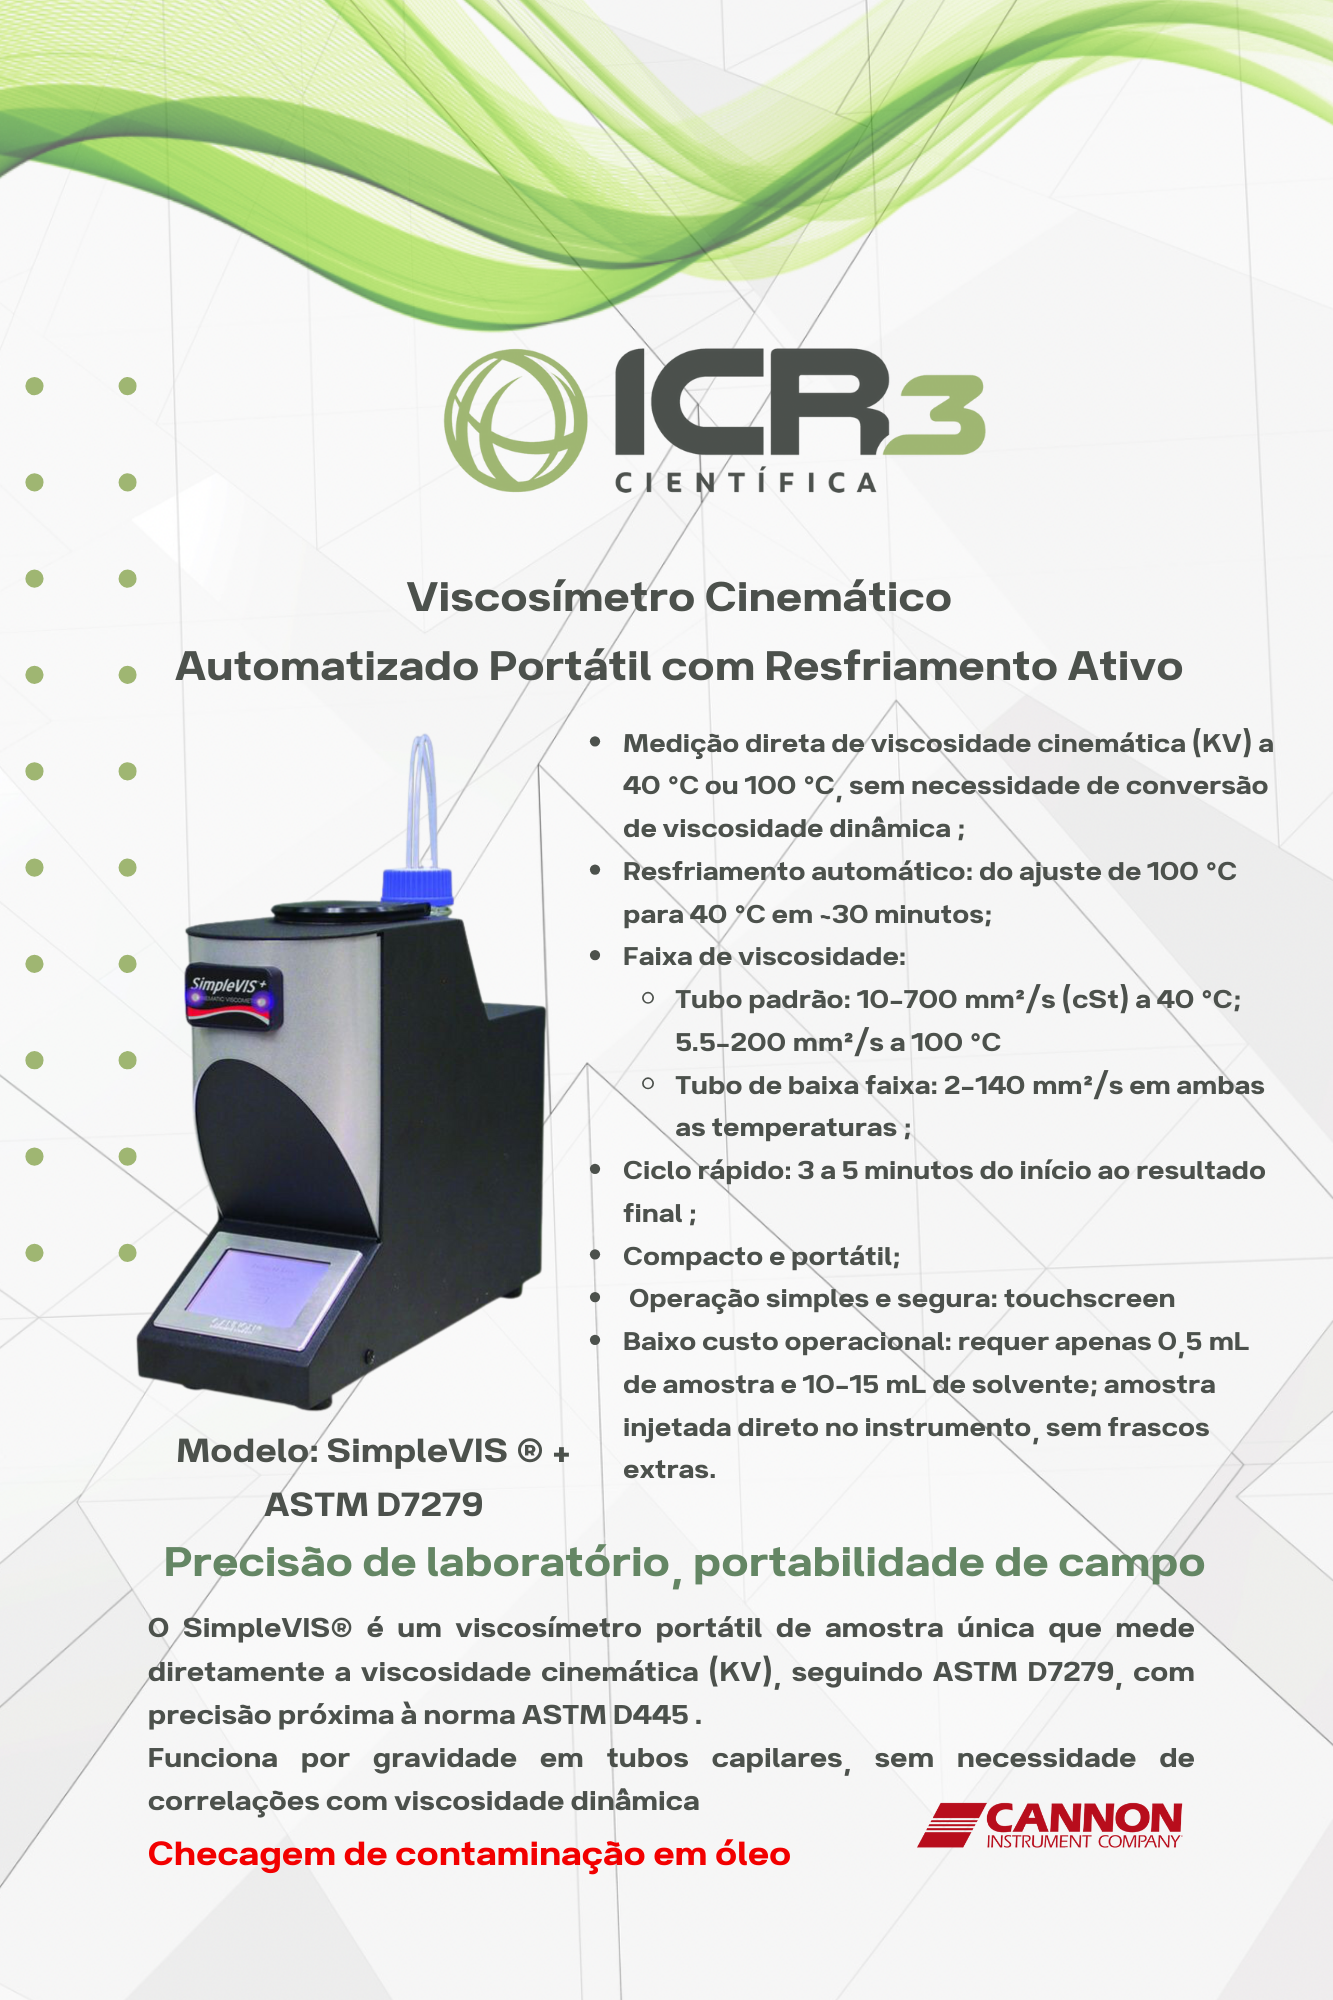 ICR3
CIENTÍFICA
Viscosímetro Cinemático
Automatizado Portátil com Resfriamento Ativo
• Medição direta de viscosidade cinemática (KV) a
40 °C ou 100 °C, sem necessidade de conversão
de viscosidade dinâmica ;
• Resfriamento automático: do ajuste de 100 °C
para 40 °C em ~30 minutos;
• Faixa de viscosidade:
○ Tubo padrão: 10–700 mm²/s (cSt) a 40 °C;
5.5–200 mm²/s a 100 °C
○ Tubo de baixa faixa: 2–140 mm²/s em ambas
as temperaturas ;
• Ciclo rápido: 3 a 5 minutos do início ao resultado
final ;
• Compacto e portátil;
• Operação simples e segura: touchscreen
• Baixo custo operacional: requer apenas 0,5 mL
de amostra e 10–15 mL de solvente; amostra
injetada direto no instrumento, sem frascos
extras.
SimpleVIS+
Modelo: SimpleVIS ® +
ASTM D7279
Precisão de laboratório, portabilidade de campo
O SimpleVIS® é um viscosímetro portátil de amostra única que mede
diretamente a viscosidade cinemática (KV), seguindo ASTM D7279, com
precisão próxima à norma ASTM D445 .
Funciona por gravidade em tubos capilares, sem necessidade de
correlações com viscosidade dinâmica
Checagem de contaminação em óleo
CANNON
INSTRUMENT COMPANY